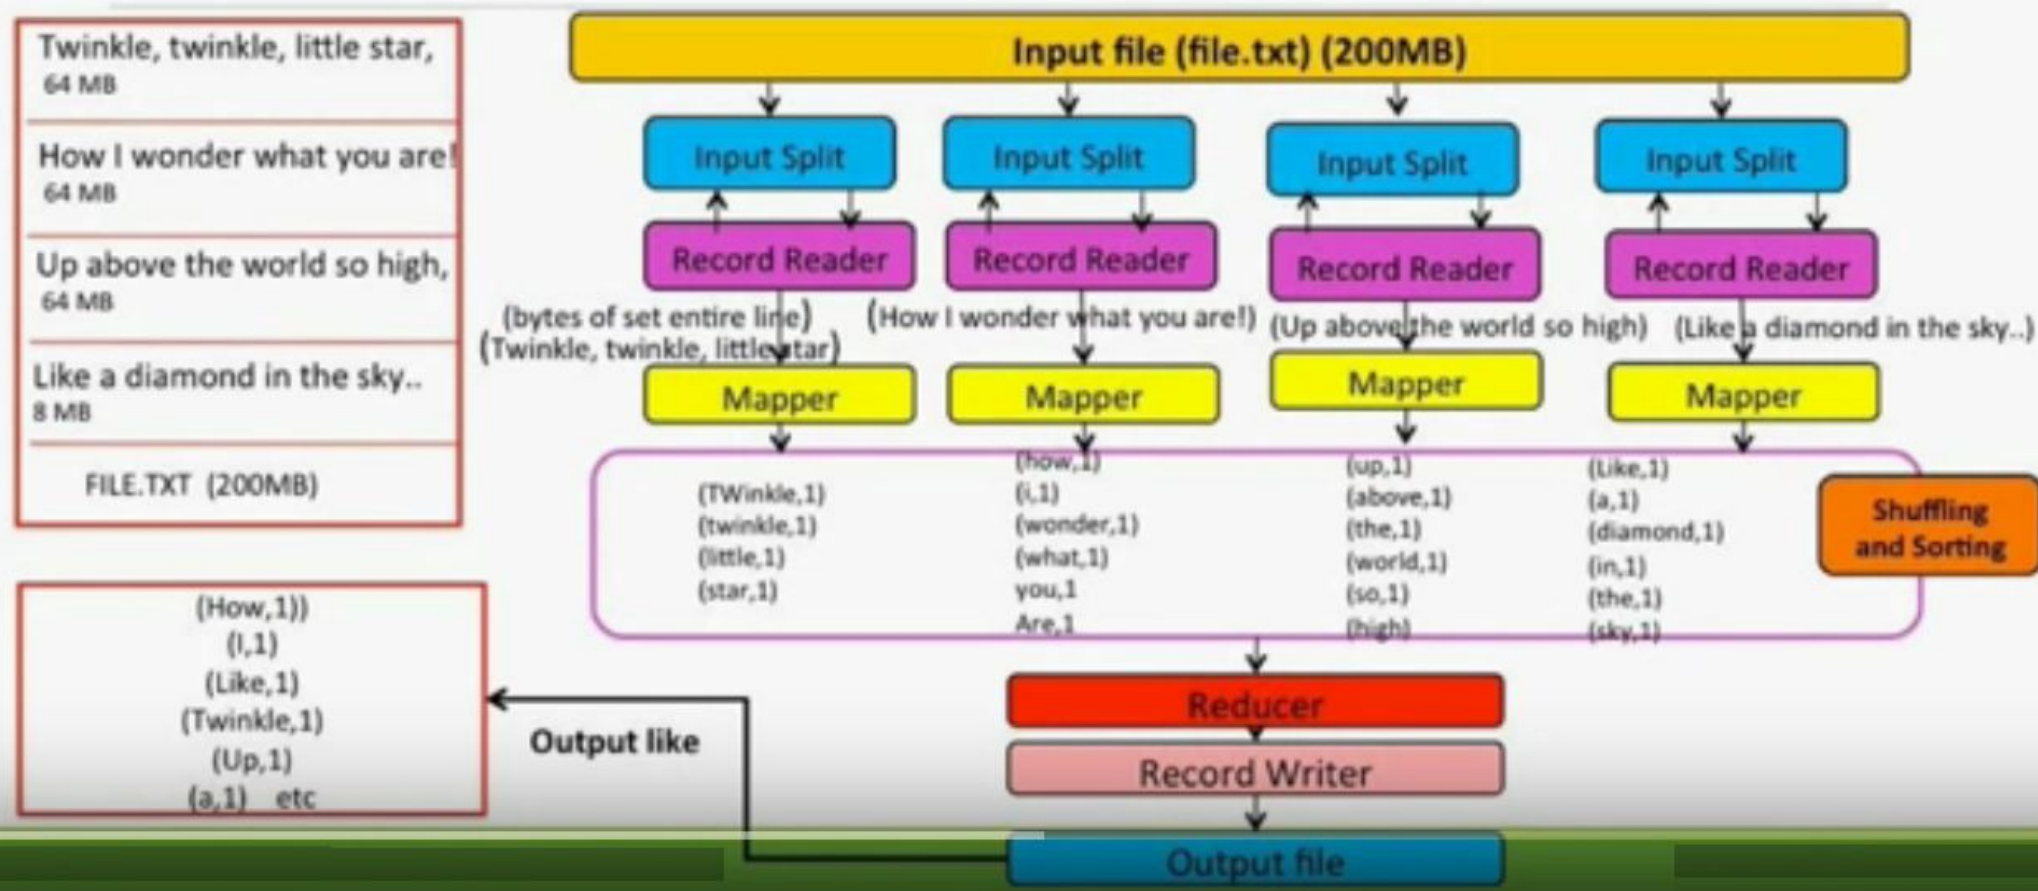 Twinkle, twinkle, little star,
64 MB
How I wonder what you are!
64 MB
Up above the world so high,
64 MB
Like a diamond in the sky..
8 MB
FILE.TXT (200MB)
Input file (file.txt) (200MB)
Input Split
Input Split
Input Split
Input Split
Record Reader
Record Reader
Record Reader
Record Reader
(bytes of set entire line)
(Twinkle, twinkle, little star)
(How I wonder what you are!)
(Up above the world so high)
(Like a diamond in the sky..)
Mapper
Mapper
Mapper
Mapper
(TWinkle,1)
(twinkle,1)
(little,1)
(star,1)
(how,1)
(i,1)
(wonder,1)
(what,1)
you,1
Are,1
(up,1)
(above,1)
(the,1)
(world,1)
(so,1)
(high)
(Like,1)
(a,1)
(diamond,1)
(in,1)
(the,1)
(sky,1)
Shuffling
and Sorting
Reducer
Record Writer
Output file
Output like
(How,1))
(I,1)
(Like,1)
(Twinkle,1)
(Up,1)
(a,1) etc